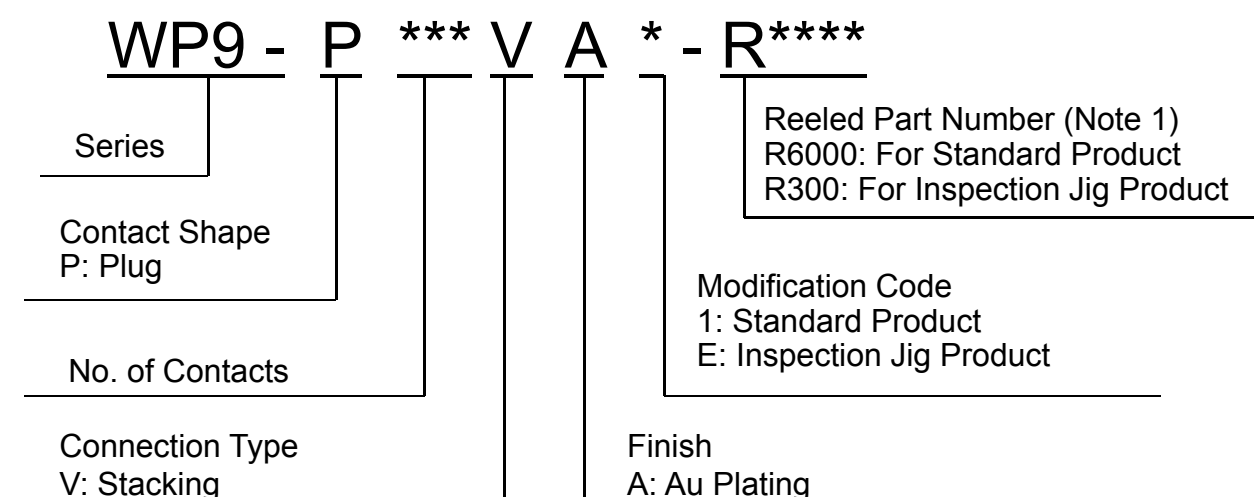 WP9 - P *** V A * - R****
Reeled Part Number (Note 1)
R6000: For Standard Product
R300: For Inspection Jig Product
Series
Contact Shape
P: Plug
Modification Code
1: Standard Product
E: Inspection Jig Product
No. of Contacts
Connection Type
V: Stacking
Finish
A: Au Plating